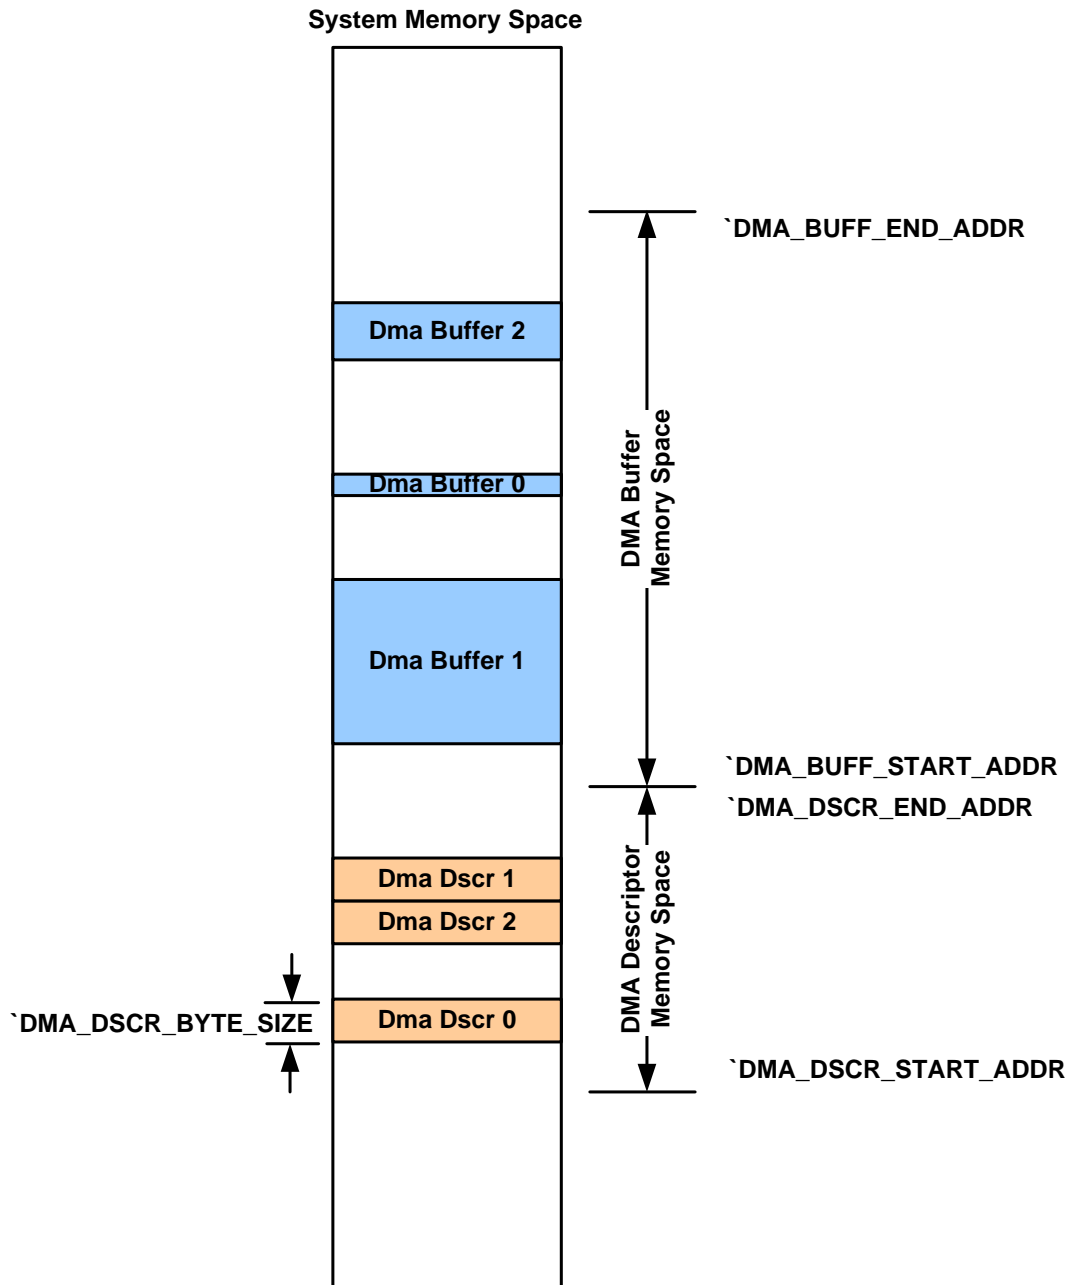 System Memory Space
`DMA_BUFF_END_ADDR
Dma Buffer 2
Dma Buffer 0
DMA Buffer
Memory Space
Dma Buffer 1
`DMA_BUFF_START_ADDR
`DMA_DSCR_END_ADDR
Dma Dscr 1
Dma Dscr 2
DMA Descriptor
Memory Space
`DMA_DSCR_BYTE_SIZE
Dma Dscr 0
`DMA_DSCR_START_ADDR